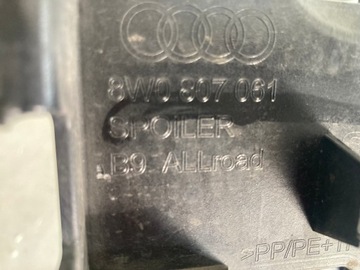 8W0 807 061
SPOILER
B9 ALLroad
>PP/PE+T